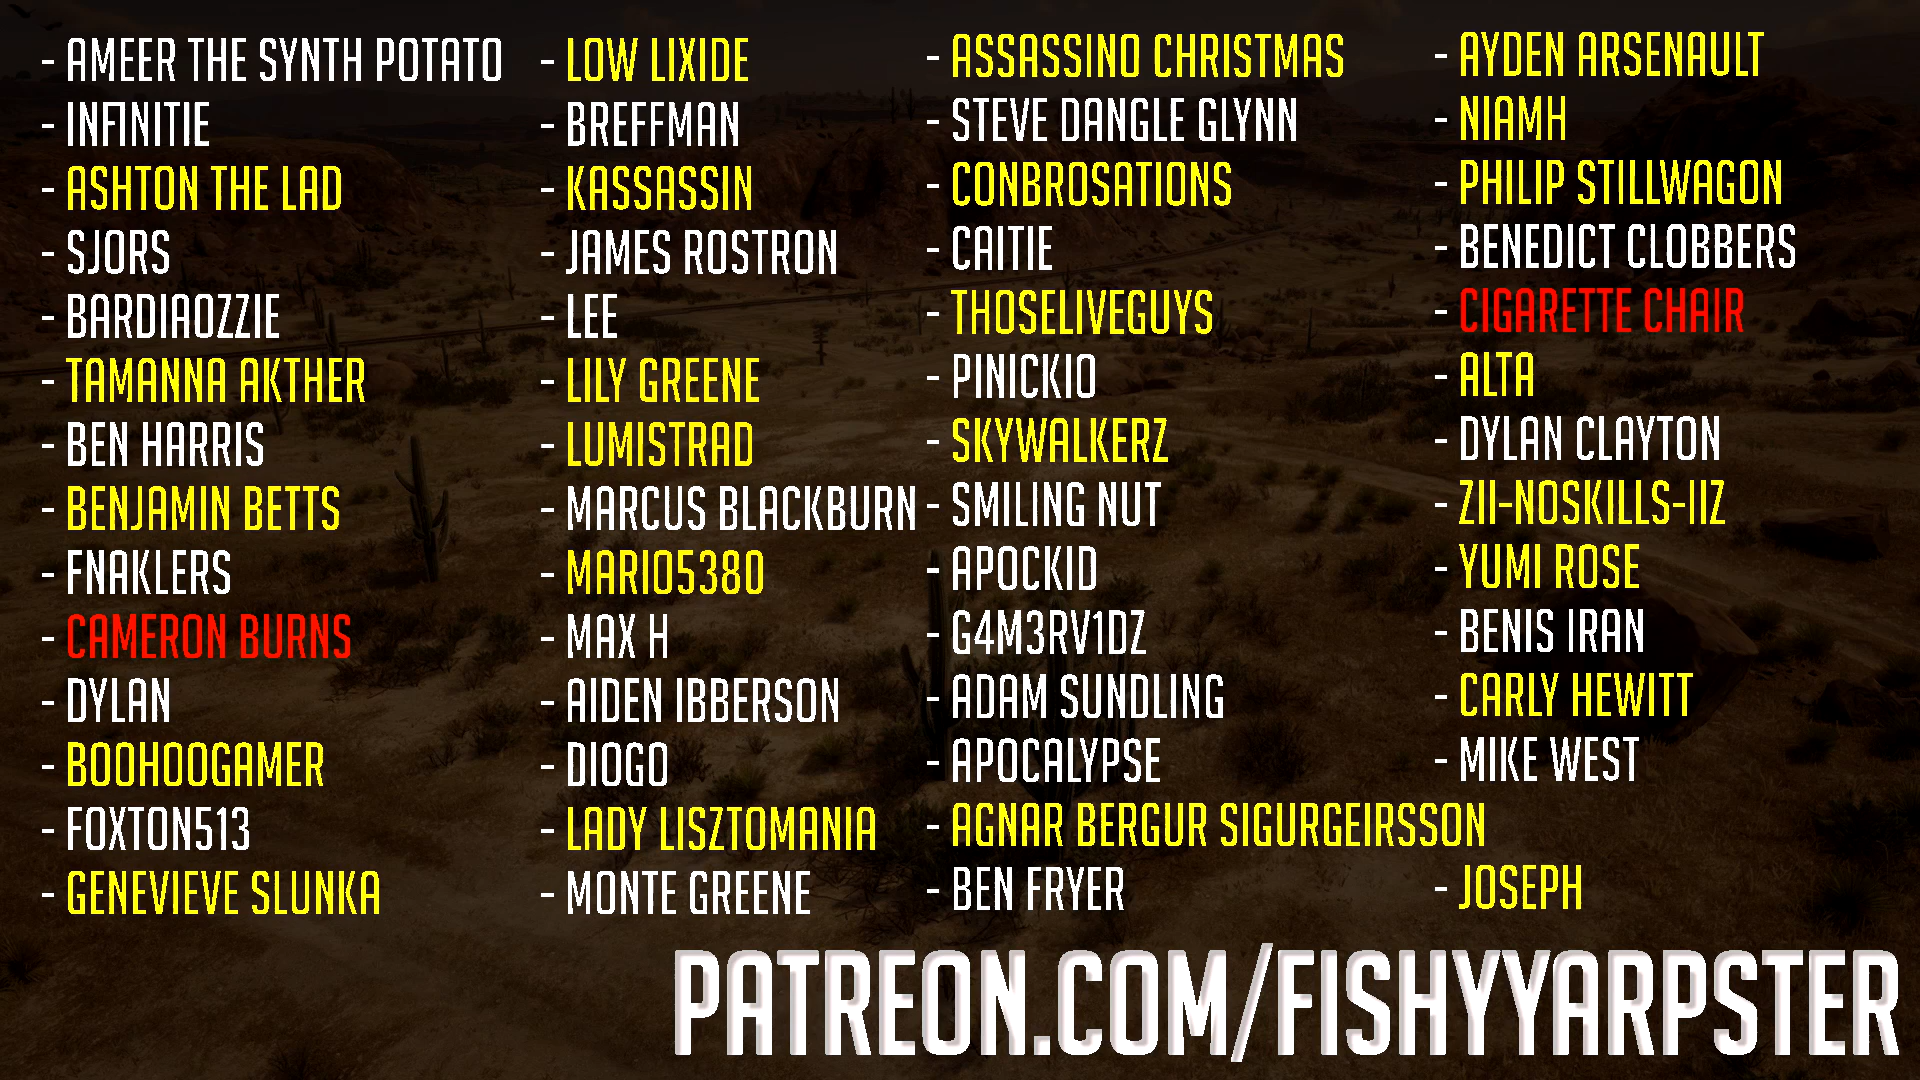 - AMEER THE SYNTH POTATO
- INFINITIE
- ASHTON THE LAD
- SJORS
- BARDIAOZZIE
- TAMANNA AKTHER
- BEN HARRIS
- BENJAMIN BETTS
- FNAKLERS
- CAMERON BURNS
- DYLAN
- BOOHOOGAMER
- FOXTON513
- GENEVIEVE SLUNKA
- LOW LIXIDE
- BREFFMAN
- KASSASSIN
- JAMES ROSTRON
- LEE
- LILY GREENE
- LUMISTRAD
- MARCUS BLACKBURN
- MARIO5380
- MAX H
- AIDEN IBBERSON
- DIOGO
- LADY LISZTOMANIA
- MONTE GREENE
- ASSASSINO CHRISTMAS
- STEVE DANGLE GLYNN
- CONBROSATIONS
- CAITIE
- THOSELIVEGUYS
- PINICKIO
- SKYWALKERZ
- SMILING NUT
- APOCKID
- G4M3RV1DZ
- ADAM SUNDLING
- APOCALYPSE
- AGNAR BERGUR SIGURGEIRSSON
- BEN FRYER
- AYDEN ARSENAULT
- NIAMH
- PHILIP STILLWAGON
- BENEDICT CLOBBERS
- CIGARETTE CHAIR
- ALTA
- DYLAN CLAYTON
- ZII-NOSKILLS-IIZ
- YUMI ROSE
- BENIS IRAN
- CARLY HEWITT
- MIKE WEST
- JOSEPH
PATREON.COM/FISHYYARPSTER